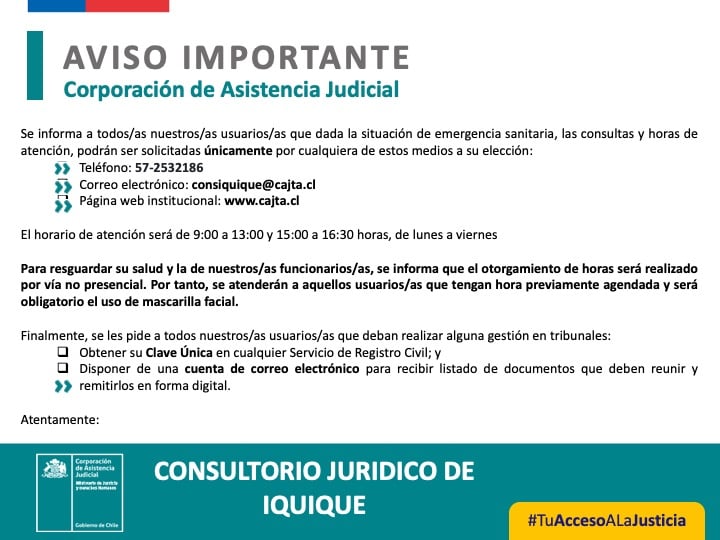 AVISO IMPORTANTE
Corporación de Asistencia Judicial
Se informa a todos/as nuestros/as usuarios/as que dada la situación de emergencia sanitaria, las consultas y horas de
atención, podrán ser solicitadas únicamente por cualquiera de estos medios a su elección:
Teléfono: 57-2532186
Correo electrónico: consiquique@cajta.cl
Página web institucional: www.cajta.cl
El horario de atención será de 9:00 a 13:00 y 15:00 a 16:30 horas, de lunes a viernes
Para resguardar su salud y la de nuestros/as funcionarios/as, se informa que el otorgamiento de horas será realizado
por vía no presencial. Por tanto, se atenderán a aquellos usuarios/as que tengan hora previamente agendada y será
obligatorio el uso de mascarilla facial.
Finalmente, se les pide a todos nuestros/as usuarios/as que deban realizar alguna gestión en tribunales:
Obtener su Clave Única en cualquier Servicio de Registro Civil; y
Disponer de una cuenta de correo electrónico para recibir listado de documentos que deben reunir y
remitirlos en forma digital.
Atentamente:
Corporación
de Asistencia
Judicial
Ministerio de Justicia
y Derechos Humanos
Gobierno de Chile
CONSULTORIO JURIDICO DE
IQUIQUE
#TuAccesoALaJusticia